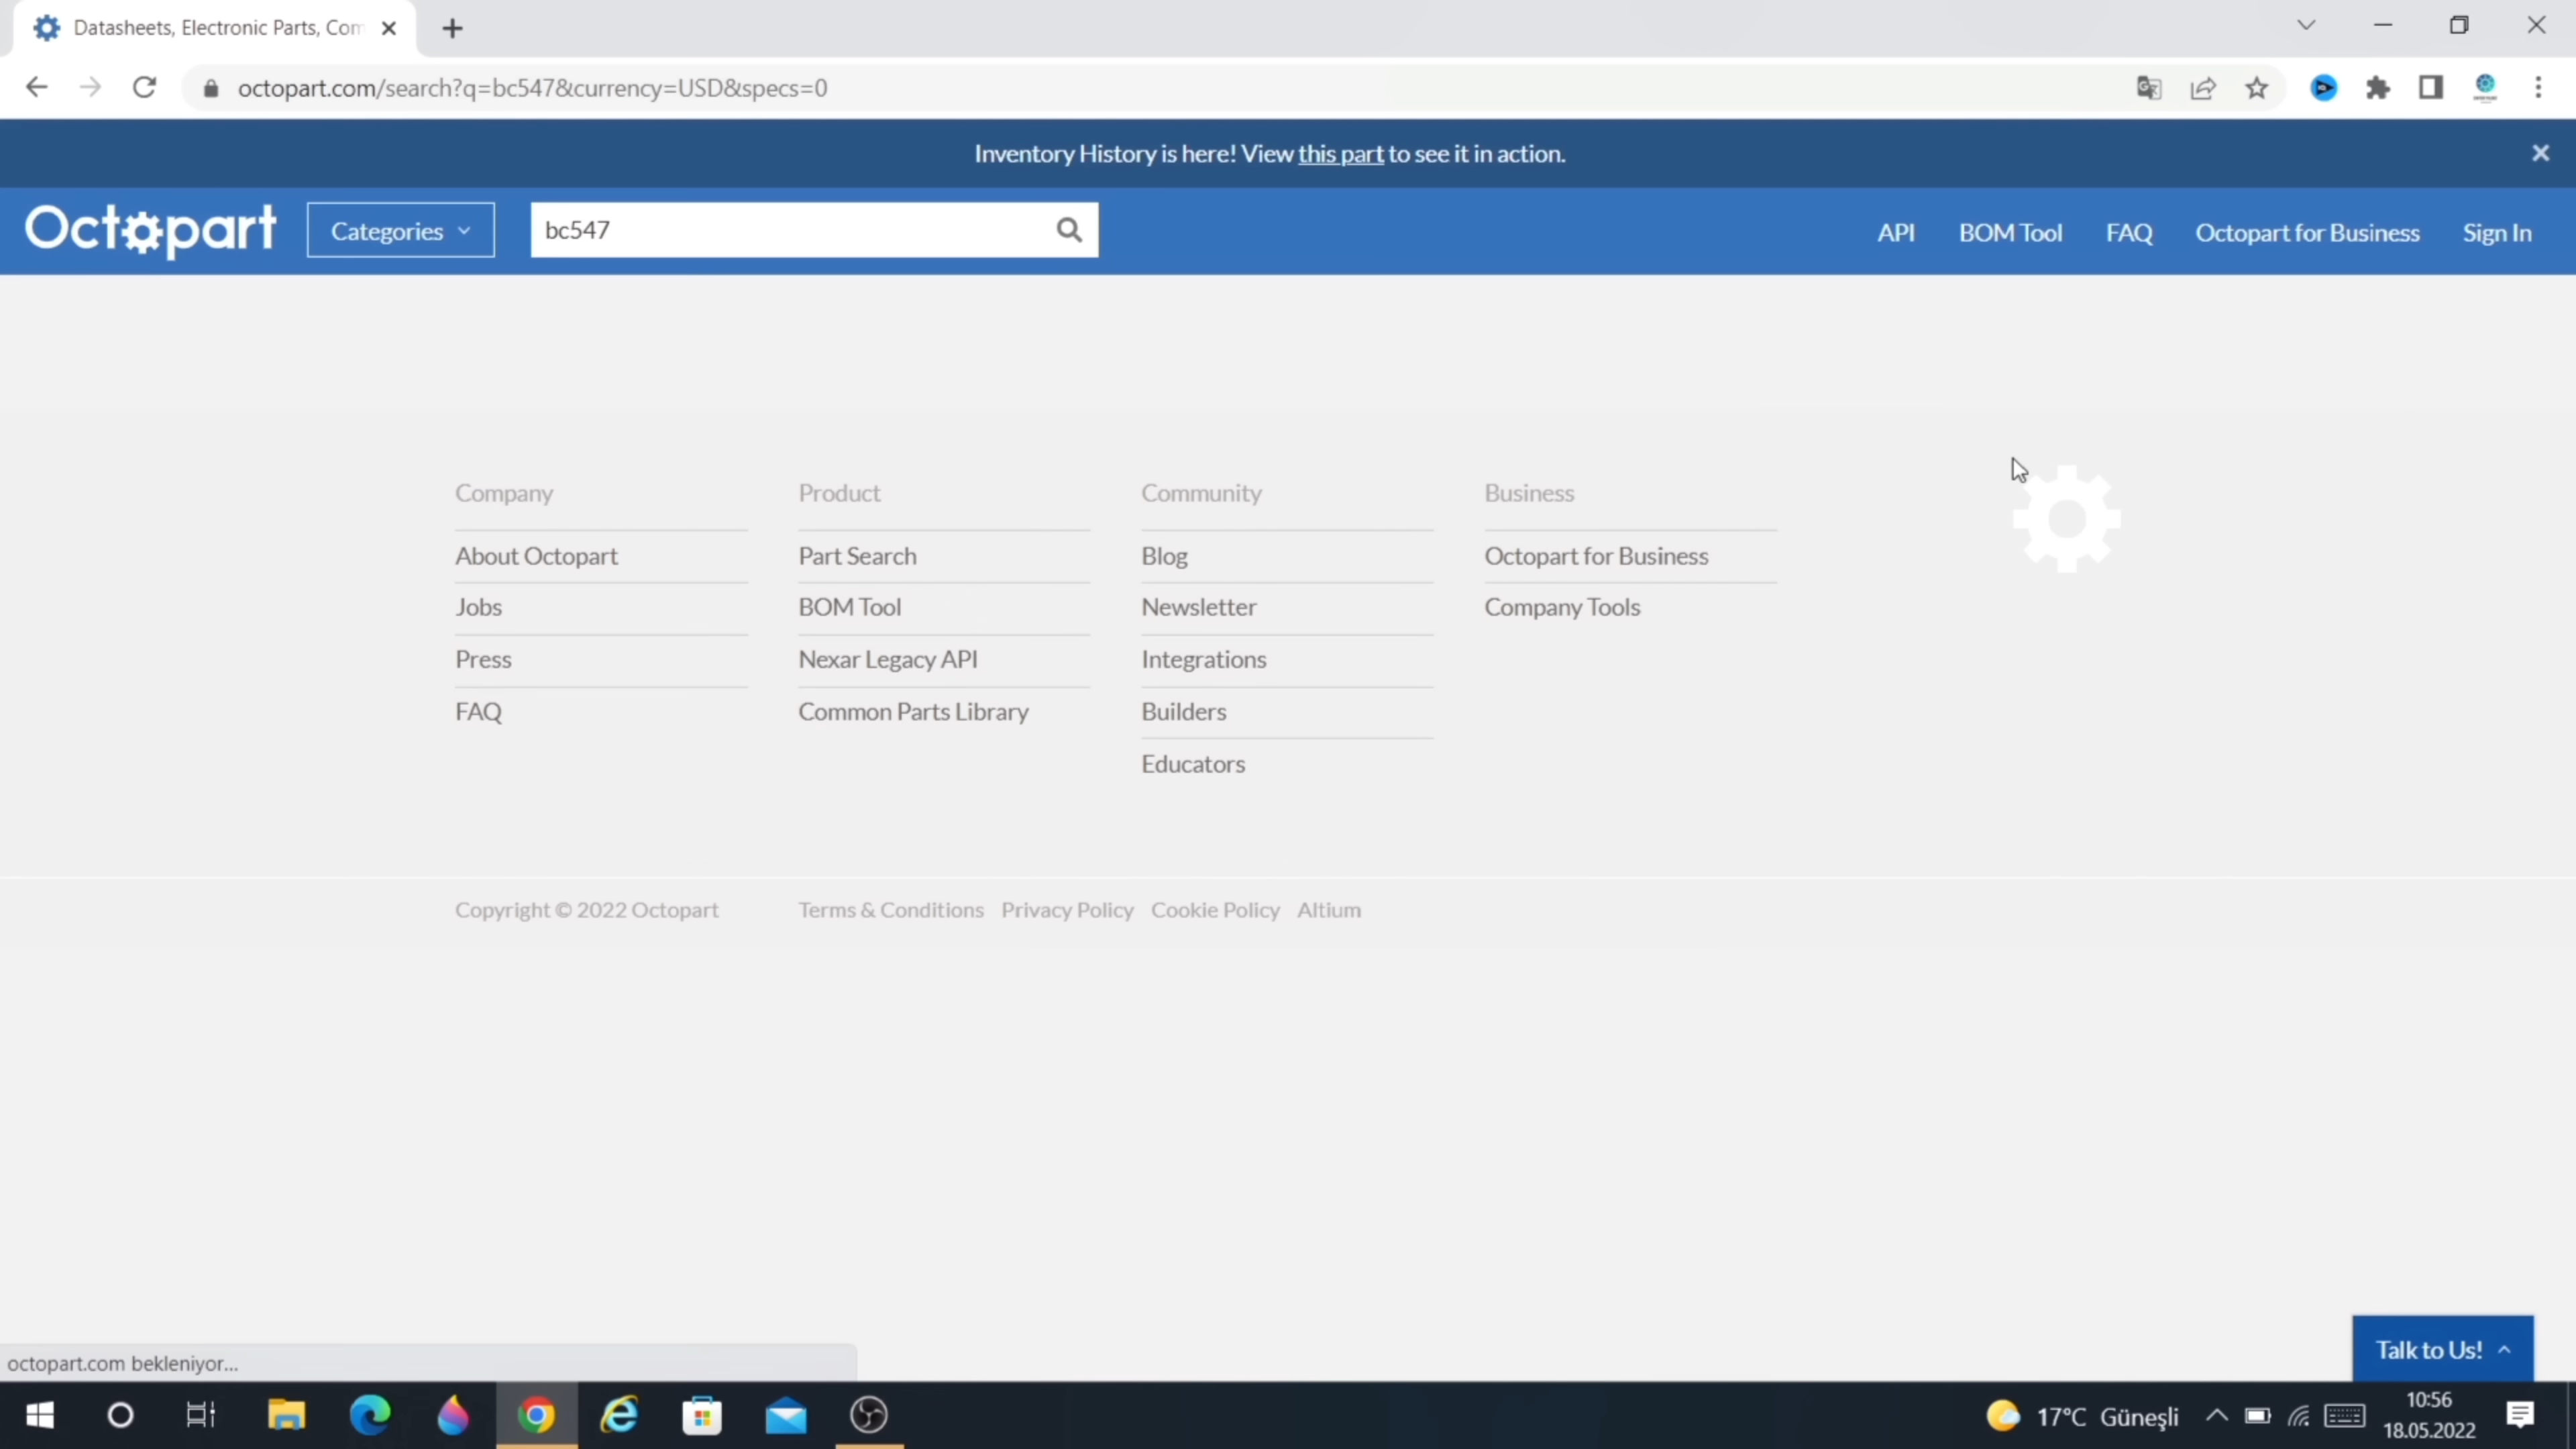 Datasheets, Electronic Parts, Com
octopart.com/search?q=bc547&currency=USD&specs=0
Inventory History is here! View this part to see it in action.
Octopart
Categories
bc547
API
BOM Tool
FAQ
Octopart for Business
Sign In
Company
About Octopart
Jobs
Press
FAQ
Product
Part Search
BOM Tool
Nexar Legacy API
Common Parts Library
Community
Blog
Newsletter
Integrations
Builders
Educators
Business
Octopart for Business
Company Tools
Copyright © 2022 Octopart
Terms & Conditions
Privacy Policy
Cookie Policy
Altium
Talk to Us!
octopart.com bekleniyor...
17°C Güneşli
10:56
18.05.2022